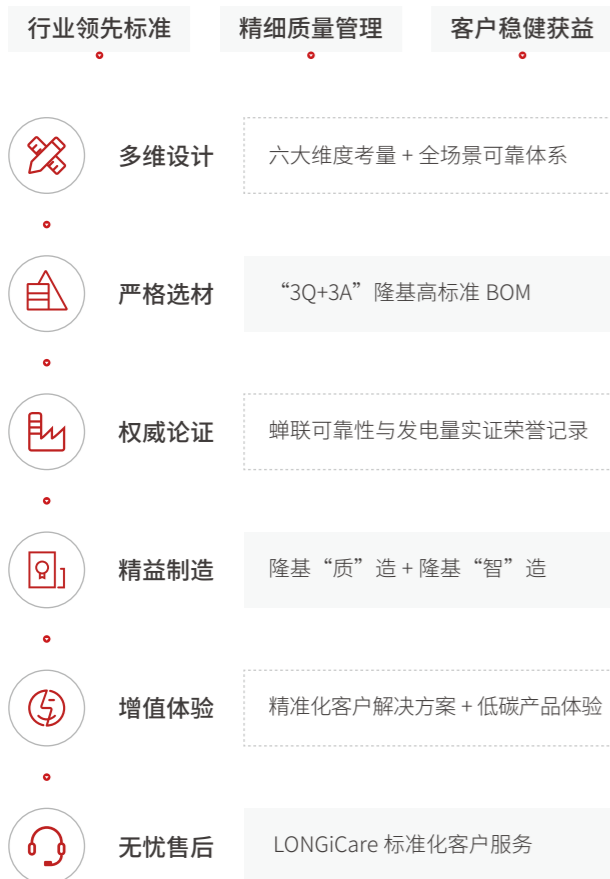 行业领先标准 精细质量管理 客户稳健获益
多维设计 六大维度考量 + 全场景可靠体系
严格选材 “3Q+3A”隆基高标准 BOM
权威论证 蝉联可靠性与发电量实证荣誉记录
精益制造 隆基“质”造 + 隆基“智”造
增值体验 精准化客户解决方案 + 低碳产品体验
无忧售后 LONGiCare 标准化客户服务